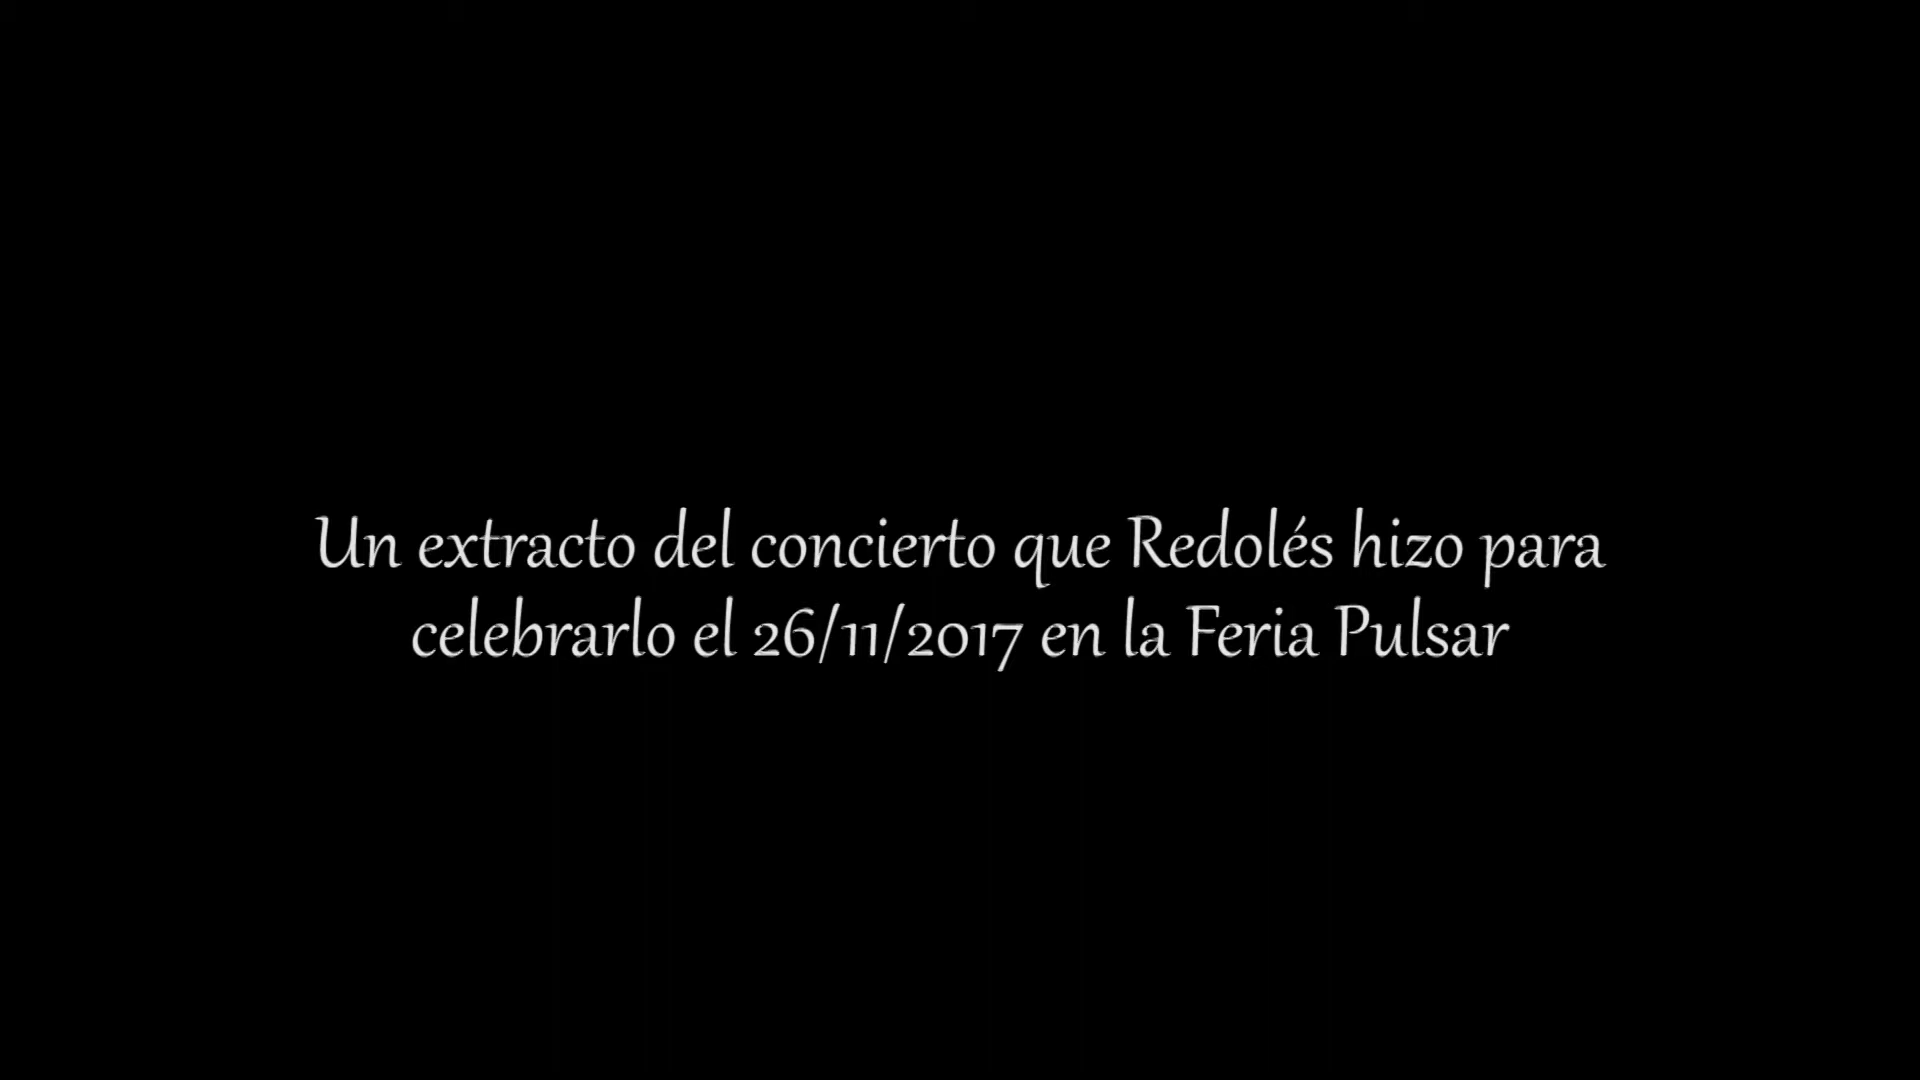 Un extracto del concierto que Redolés hizo para
celebrarlo el 26/11/2017 en la Feria Pulsar